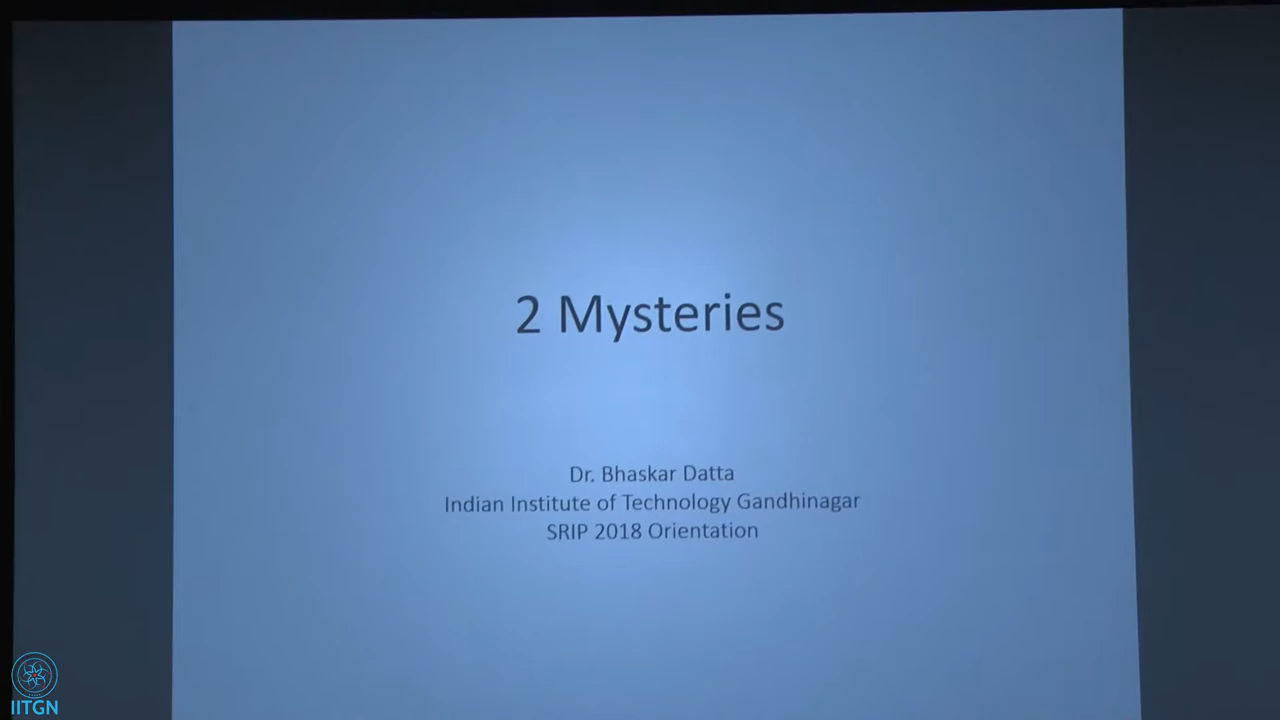 2 Mysteries
Dr. Bhaskar Datta
Indian Institute of Technology Gandhinagar
SRIP 2018 Orientation
IITGN